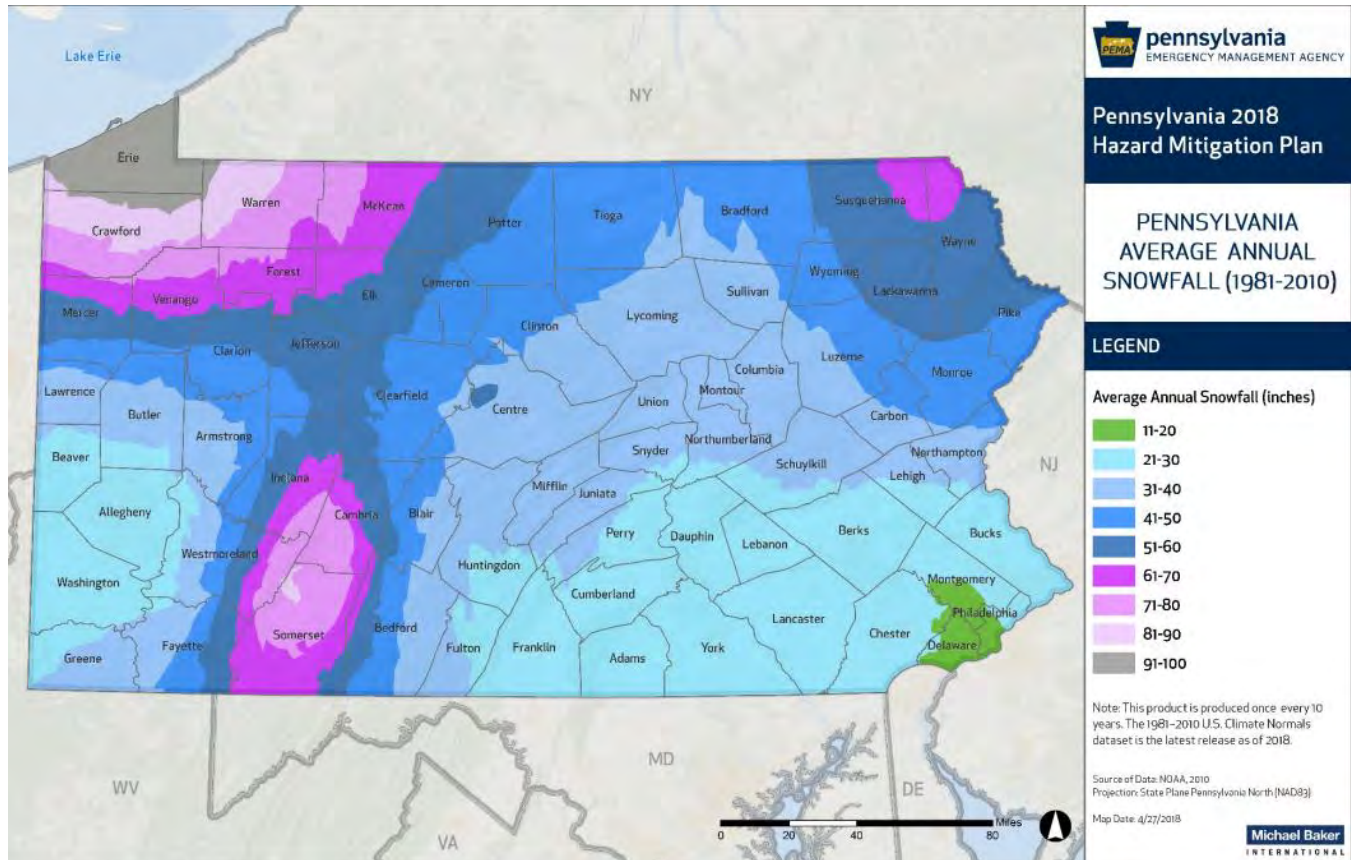 Lake Erie
NY
Erie
Warren
McKean
Crawford
Potter
Tioga
Bradford
Susquehanna
Wayne
Forest
Venango
Mercer
Elk
Cameron
Wyoming
Lackawanna
Sullivan
Pike
Lycoming
Clinton
Jefferson
Clarion
Luzerne
Monroe
Columbia
Montour
Lawrence
Butler
Clearfield
Centre
Union
Carbon
Armstrong
Northumberland
Snyder
Northampton
Beaver
Schuylkill
Lehigh
NJ
Indiana
Mifflin
Juniata
Allegheny
Cambria
Blair
Perry
Dauphin
Lebanon
Berks
Bucks
Westmoreland
Huntingdon
Washington
Cumberland
Montgomery
Philadelphia
Lancaster
Somerset
Bedford
Chester
Delaware
Fayette
Fulton
Franklin
Adams
York
Greene
WV
MD
DE
VA
0 20 40 80 Miles
PEMA
pennsylvania
EMERGENCY MANAGEMENT AGENCY
Pennsylvania 2018
Hazard Mitigation Plan
PENNSYLVANIA
AVERAGE ANNUAL
SNOWFALL (1981-2010)
LEGEND
Average Annual Snowfall (inches)
11-20
21-30
31-40
41-50
51-60
61-70
71-80
81-90
91-100
Note: This product is produced once every 10
years. The 1981-2010 U.S. Climate Normals
dataset is the latest release as of 2018.
Source of Data: NOAA, 2010
Projection: State Plane Pennsylvania North (NAD83)
Map Date: 4/27/2018
Michael Baker
INTERNATIONAL